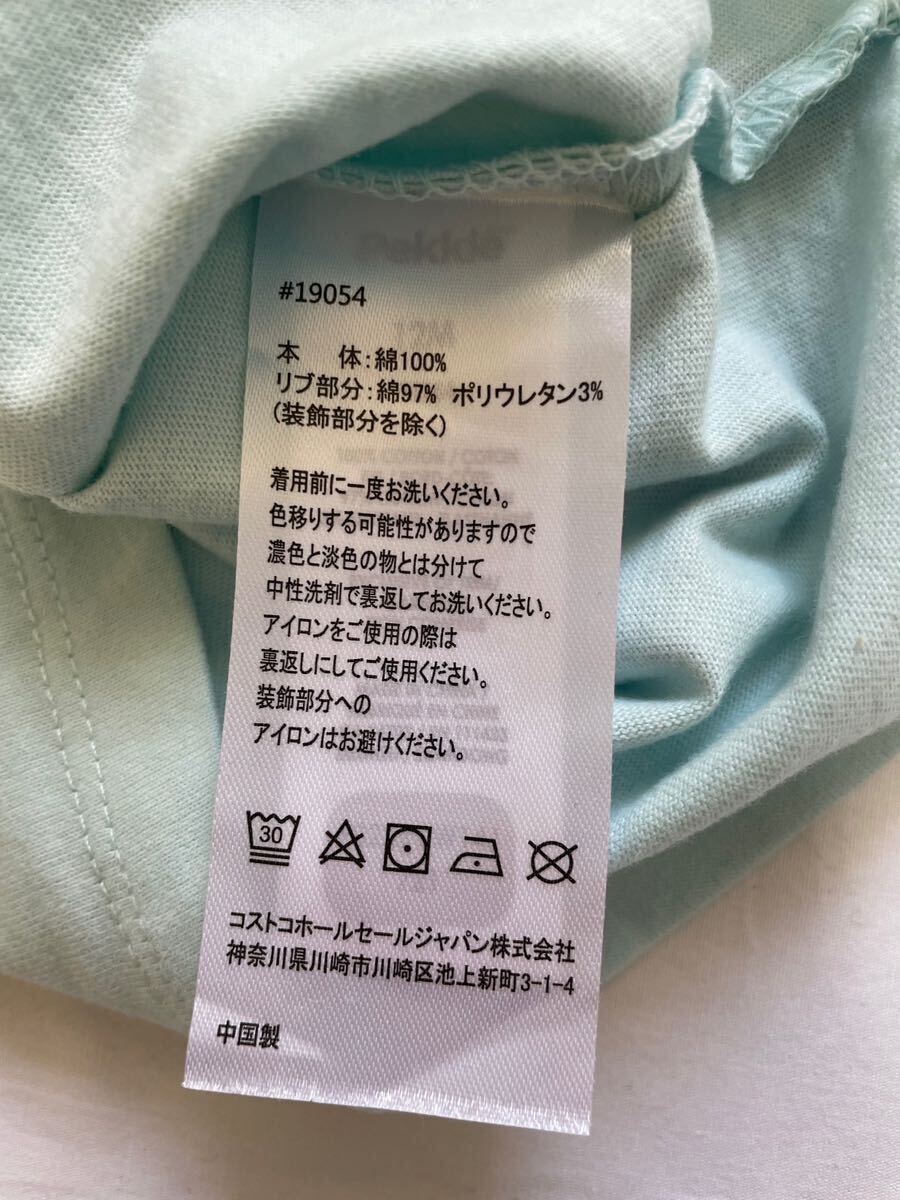 #19054
本　体：綿100%
リブ部分：綿97% ポリウレタン3%
(装飾部分を除く)
着用前に一度お洗いください。
色移りする可能性がありますので
濃色と淡色の物とは分けて
中性洗剤で裏返してお洗いください。
アイロンをご使用の際は
裏返しにしてご使用ください。
装飾部分への
アイロンはお避けください。
30
コストコホールセールジャパン株式会社
神奈川県川崎市川崎区池上新町3-1-4
中国製